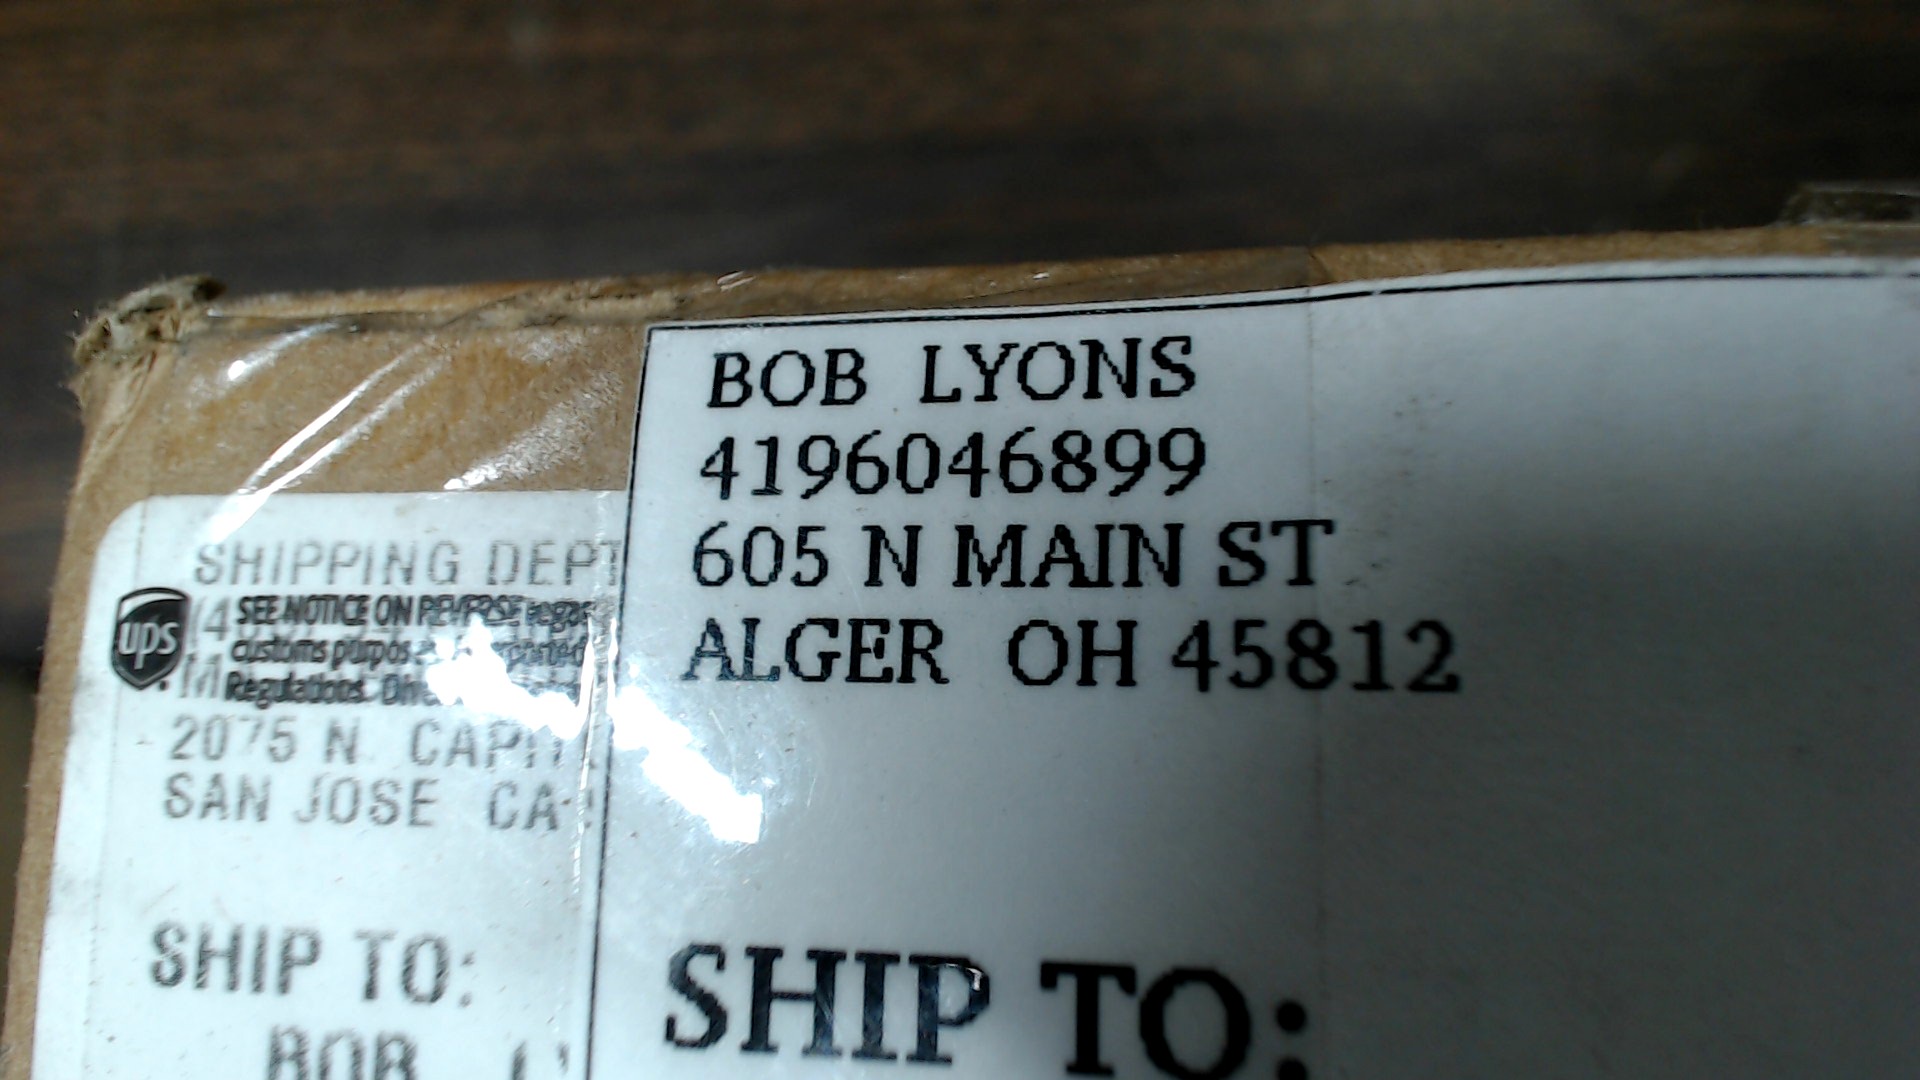 BOB LYONS
4196046899
605 N MAIN ST
ALGER OH 45812
SHIP TO:
SHIPPING DEPT
ups
SEE NOTICE ON REVERSE
customs
Regulations.
2075 N
SAN JOSE CA
SHIP TO:
BOB